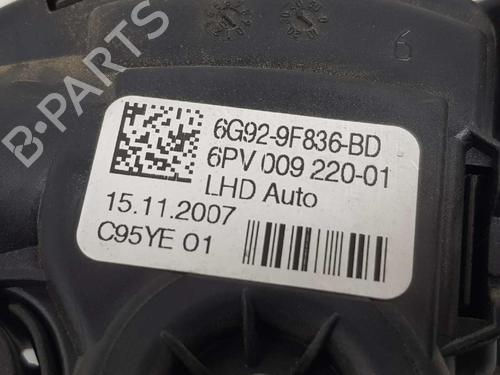 6
6G92-9F836-BD
6PV 009 220-01
LHD Auto
15.11.2007
C95YE 01
B-PARTS